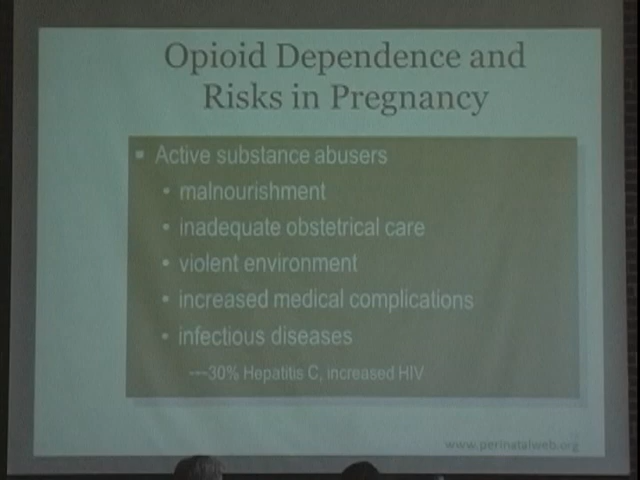 Opioid Dependence and
Risks in Pregnancy
▪ Active substance abusers
• malnourishment
• inadequate obstetrical care
• violent environment
• increased medical complications
• infectious diseases
---30% Hepatitis C, increased HIV
www.perinatalweb.org